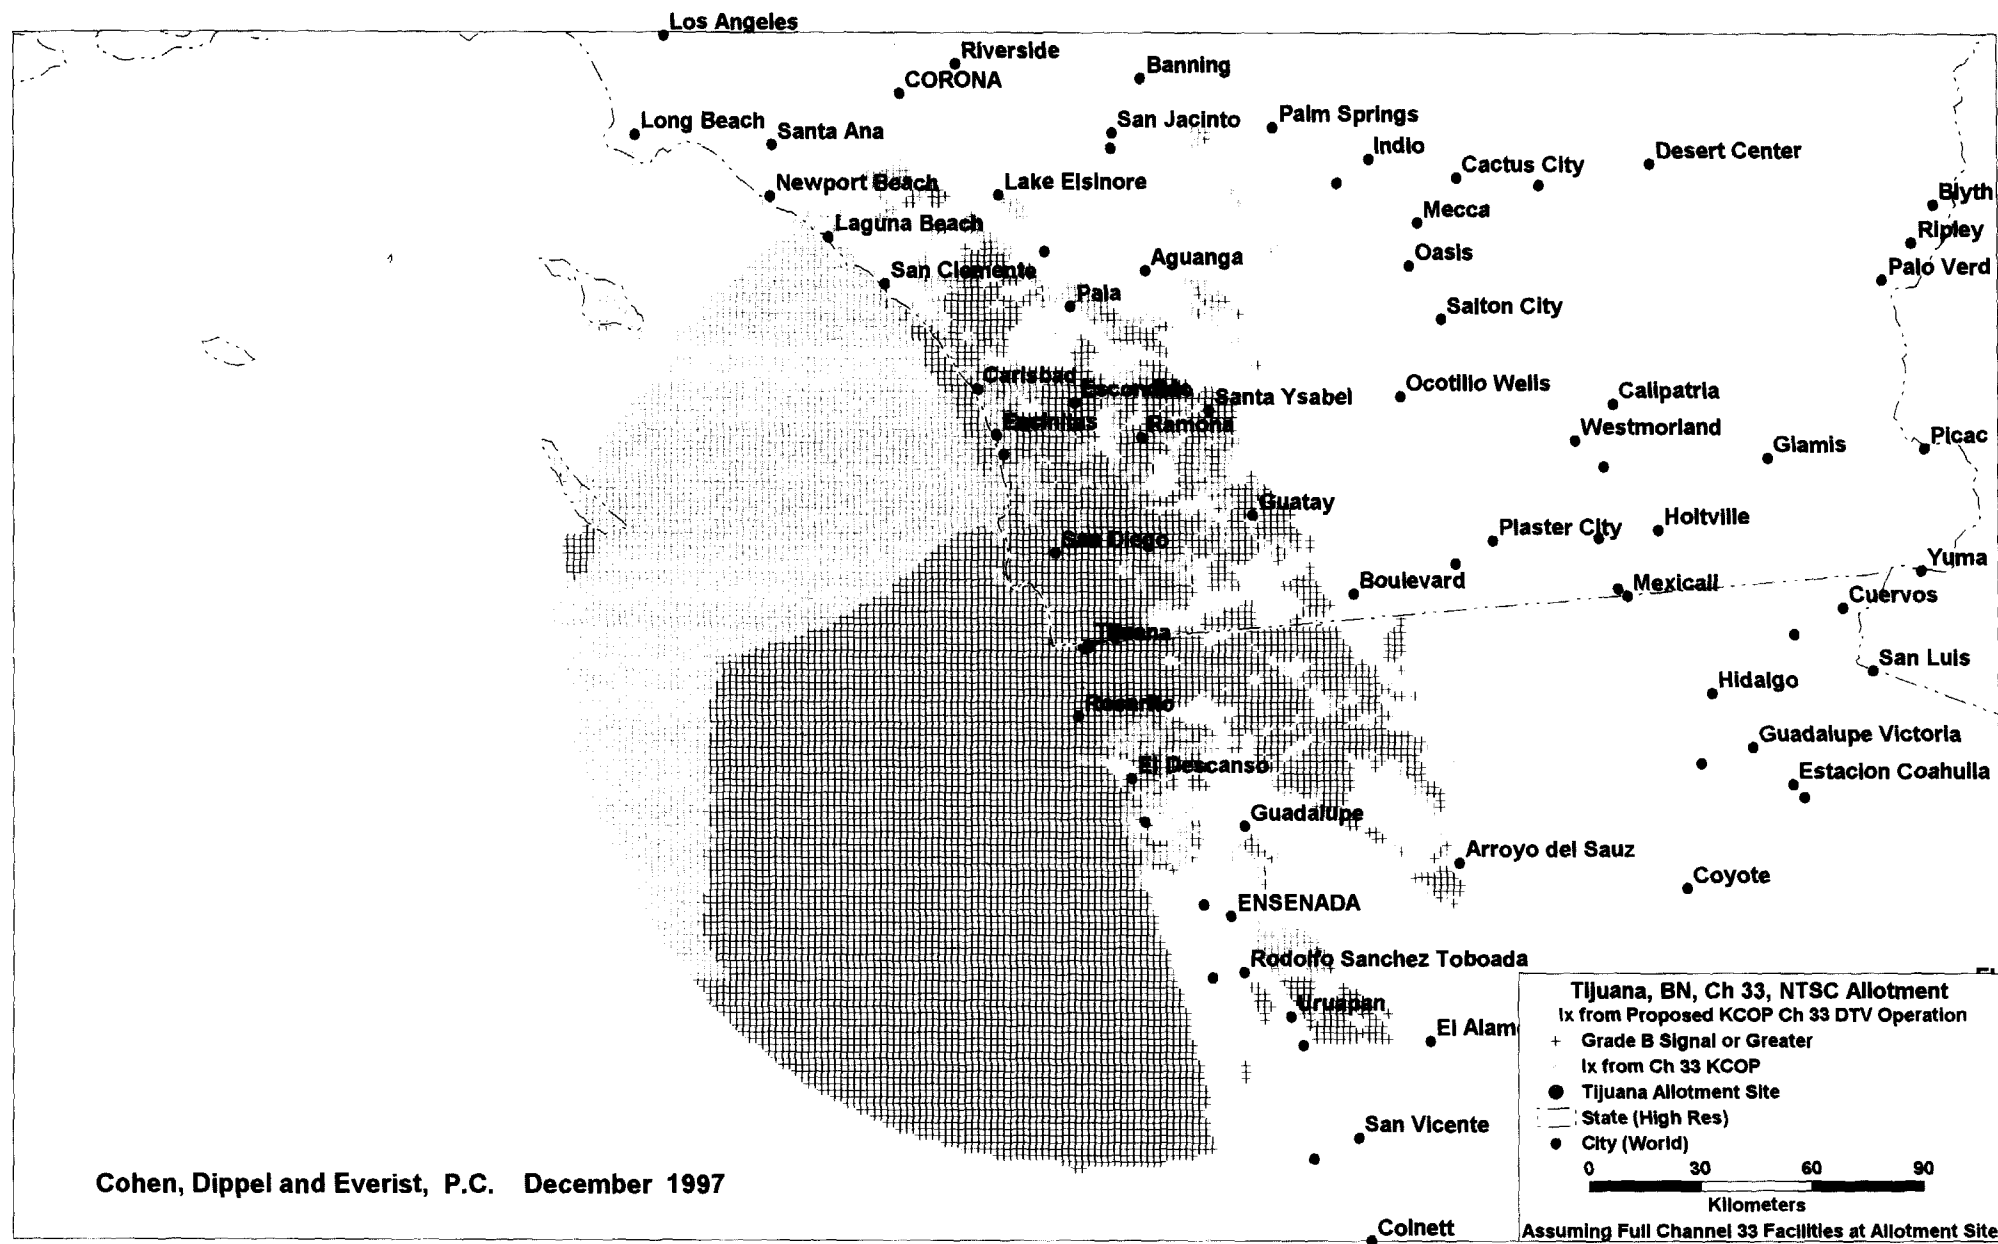 Los Angeles
Riverside
CORONA
Banning
Long Beach
Santa Ana
San Jacinto
Palm Springs
Indio
Cactus City
Desert Center
Newport Beach
Lake Elsinore
Blyth
Laguna Beach
Mecca
Ripley
San Clemente
Aguanga
Oasis
Palo Verd
Pala
Salton City
Carlsbad
Escondido
Santa Ysabel
Ocotillo Wells
Calipatria
Encinitas
Ramona
Westmorland
Glamis
Picac
Guatay
San Diego
Plaster City
Holtville
Boulevard
Mexicali
Yuma
Cuervos
Tijuana
San Luis
Rosarito
Hidalgo
Guadalupe Victoria
El Descanso
Estacion Coahuila
Guadalupe
Arroyo del Sauz
Coyote
ENSENADA
Rodolfo Sanchez Toboada
Uruapan
El Alam
San Vicente
Colnett
Cohen, Dippel and Everist, P.C. December 1997
Tijuana, BN, Ch 33, NTSC Allotment
Ix from Proposed KCOP Ch 33 DTV Operation
+ Grade B Signal or Greater
Ix from Ch 33 KCOP
Tijuana Allotment Site
State (High Res)
City (World)
0 30 60 90
Kilometers
Assuming Full Channel 33 Facilities at Allotment Site